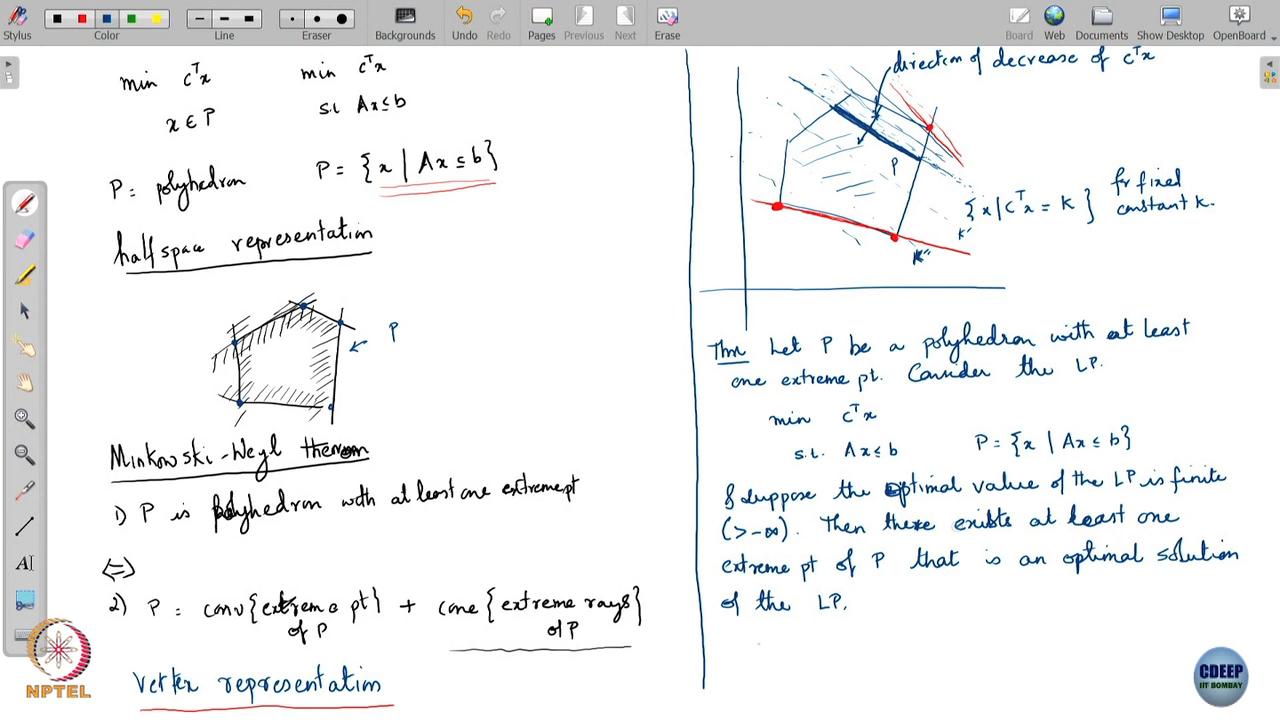 Stylus
Color
Line
Eraser
Backgrounds
Undo
Redo
Pages
Previous
Next
Erase
Board
Web
Documents
Show Desktop
OpenBoard
min cᵀx
x ∈ P
P = polyhedron
min cᵀx
s.t. Ax ≤ b
P = {x | Ax ≤ b}
halfspace representation
P
Minkowski-Weyl theorem
1) P is polyhedron with at least one extreme pt
⇔
2) P = conv{extreme pt} + cone{extreme rays}
of P of P
Vertex representation
direction of decrease of cᵀx
P
{x | cᵀx = K} for fixed
constant K.
K'
K''
Thm Let P be a polyhedron with at least
one extreme pt. Consider the LP.
min cᵀx
s.t. Ax ≤ b P = {x | Ax ≤ b}
& suppose the optimal value of the LP is finite
(> -∞). Then there exists at least one
extreme pt of P that is an optimal solution
of the LP.
NPTEL
CDEEP
IIT BOMBAY